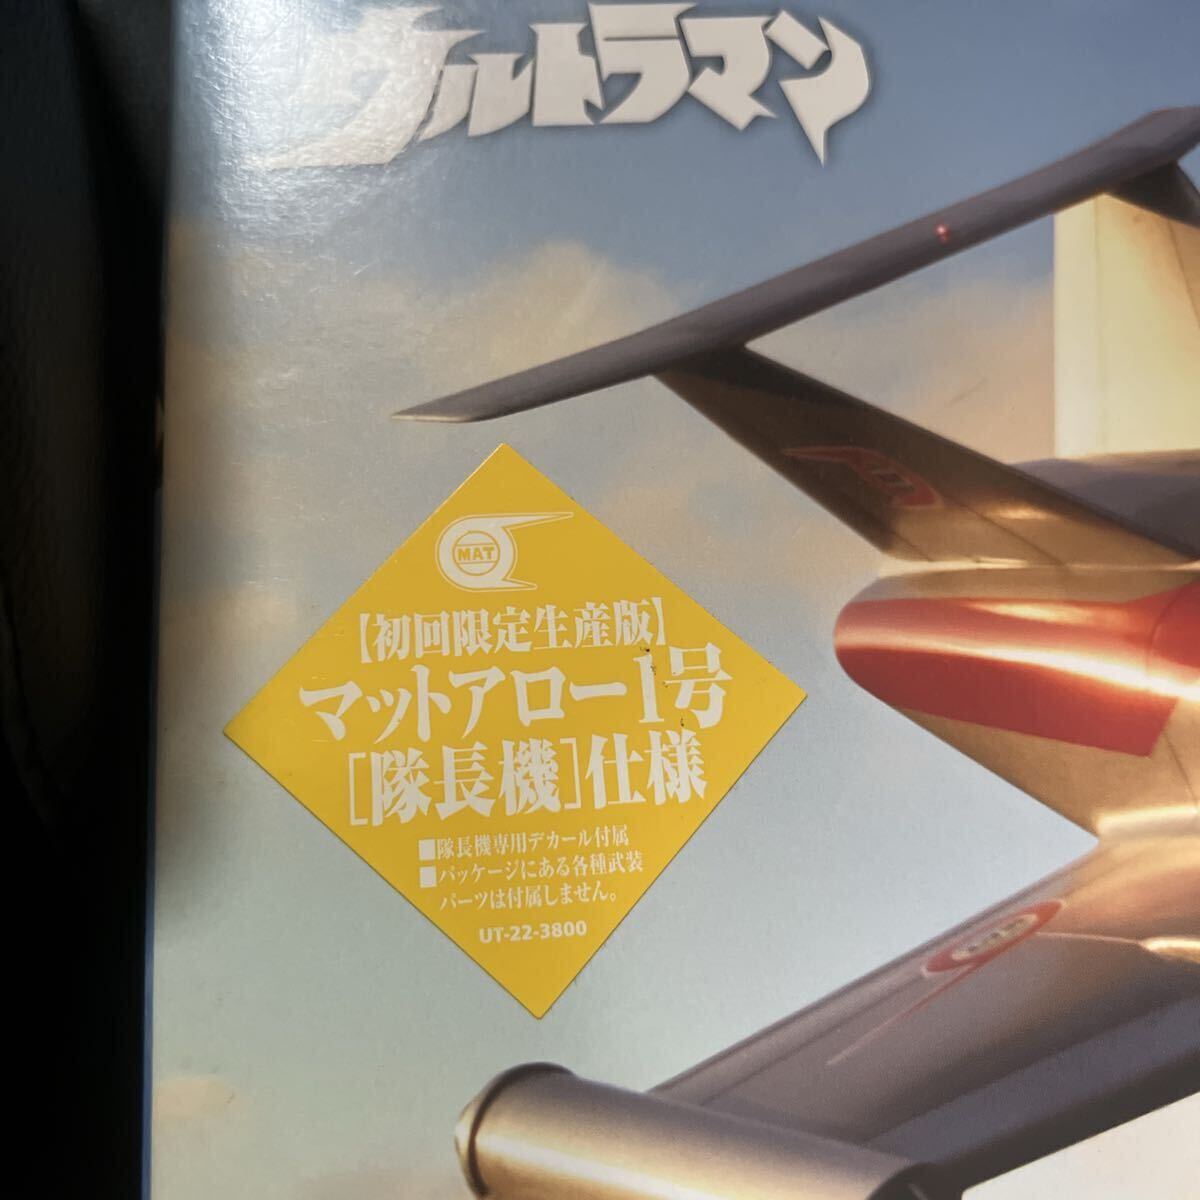 ウルトラマン
MAT
【初回限定生産版】
マットアロー1号
[隊長機]仕様
■隊長機専用デカール付属
■パッケージにある各種武装
パーツは付属しません。
UT-22-3800